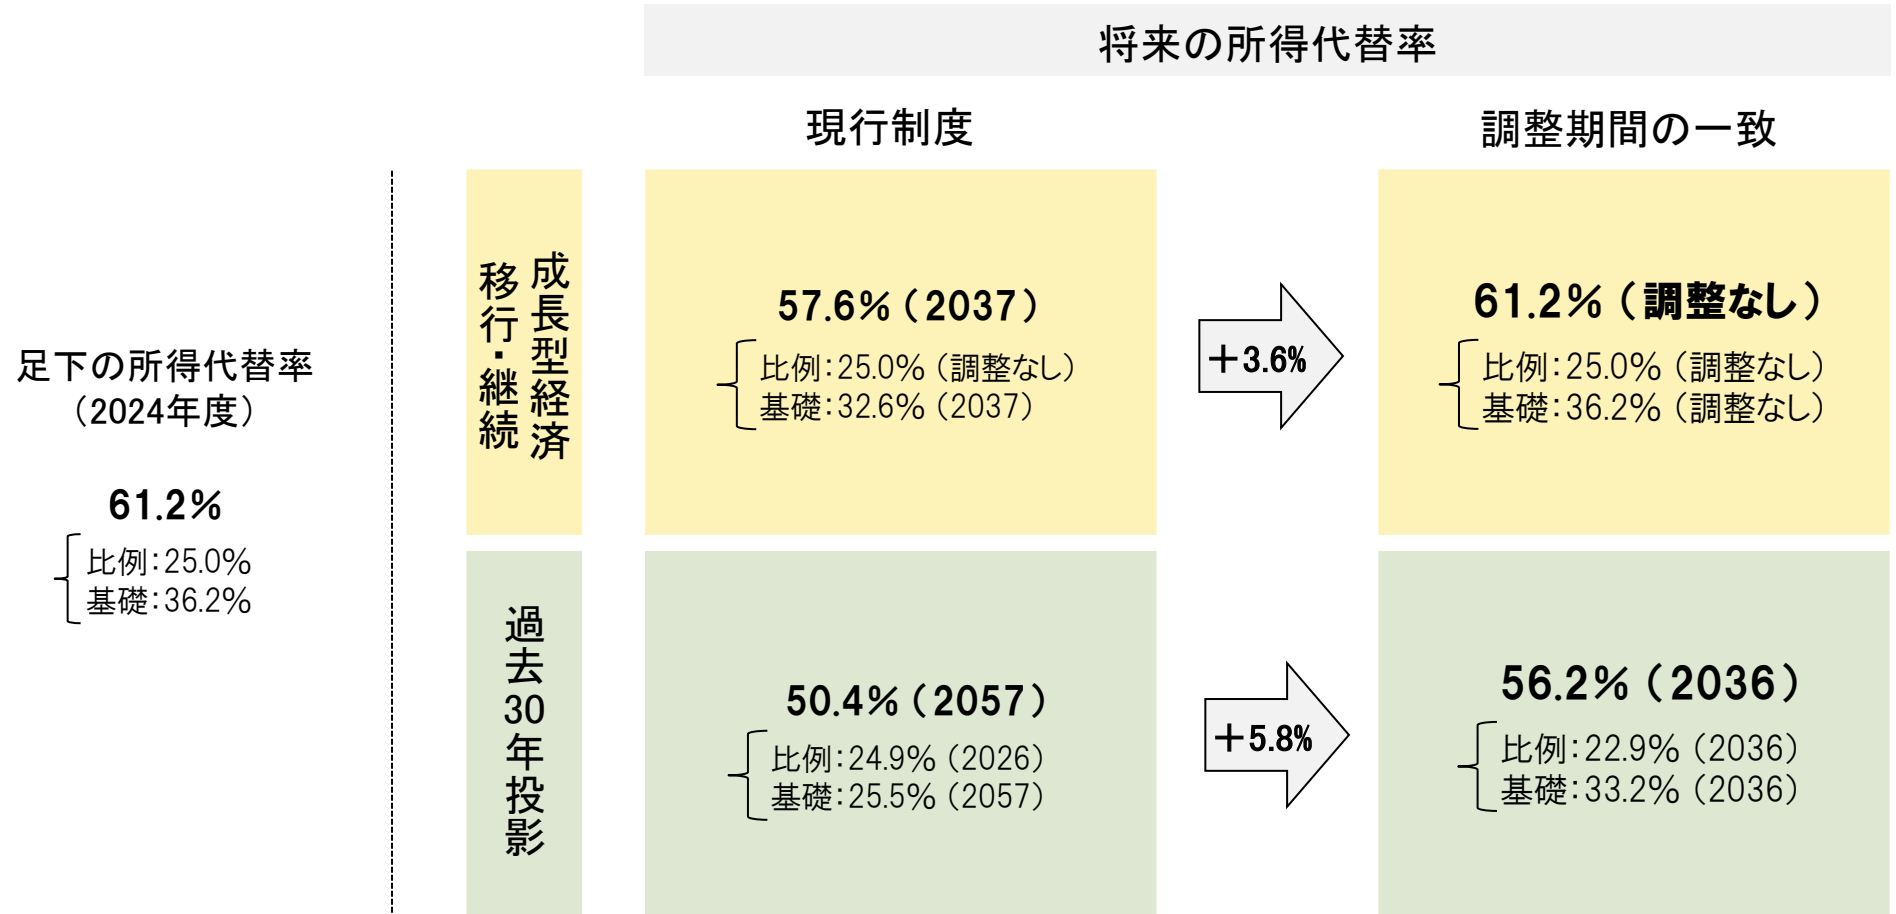 将来の所得代替率
現行制度
調整期間の一致
足下の所得代替率
（2024年度）
61.2%
比例：25.0%
基礎：36.2%
成長型経済
移行・継続
57.6%（2037）
比例：25.0%（調整なし）
基礎：32.6%（2037）
＋3.6%
61.2%（調整なし）
比例：25.0%（調整なし）
基礎：36.2%（調整なし）
過去30年投影
50.4%（2057）
比例：24.9%（2026）
基礎：25.5%（2057）
＋5.8%
56.2%（2036）
比例：22.9%（2036）
基礎：33.2%（2036）